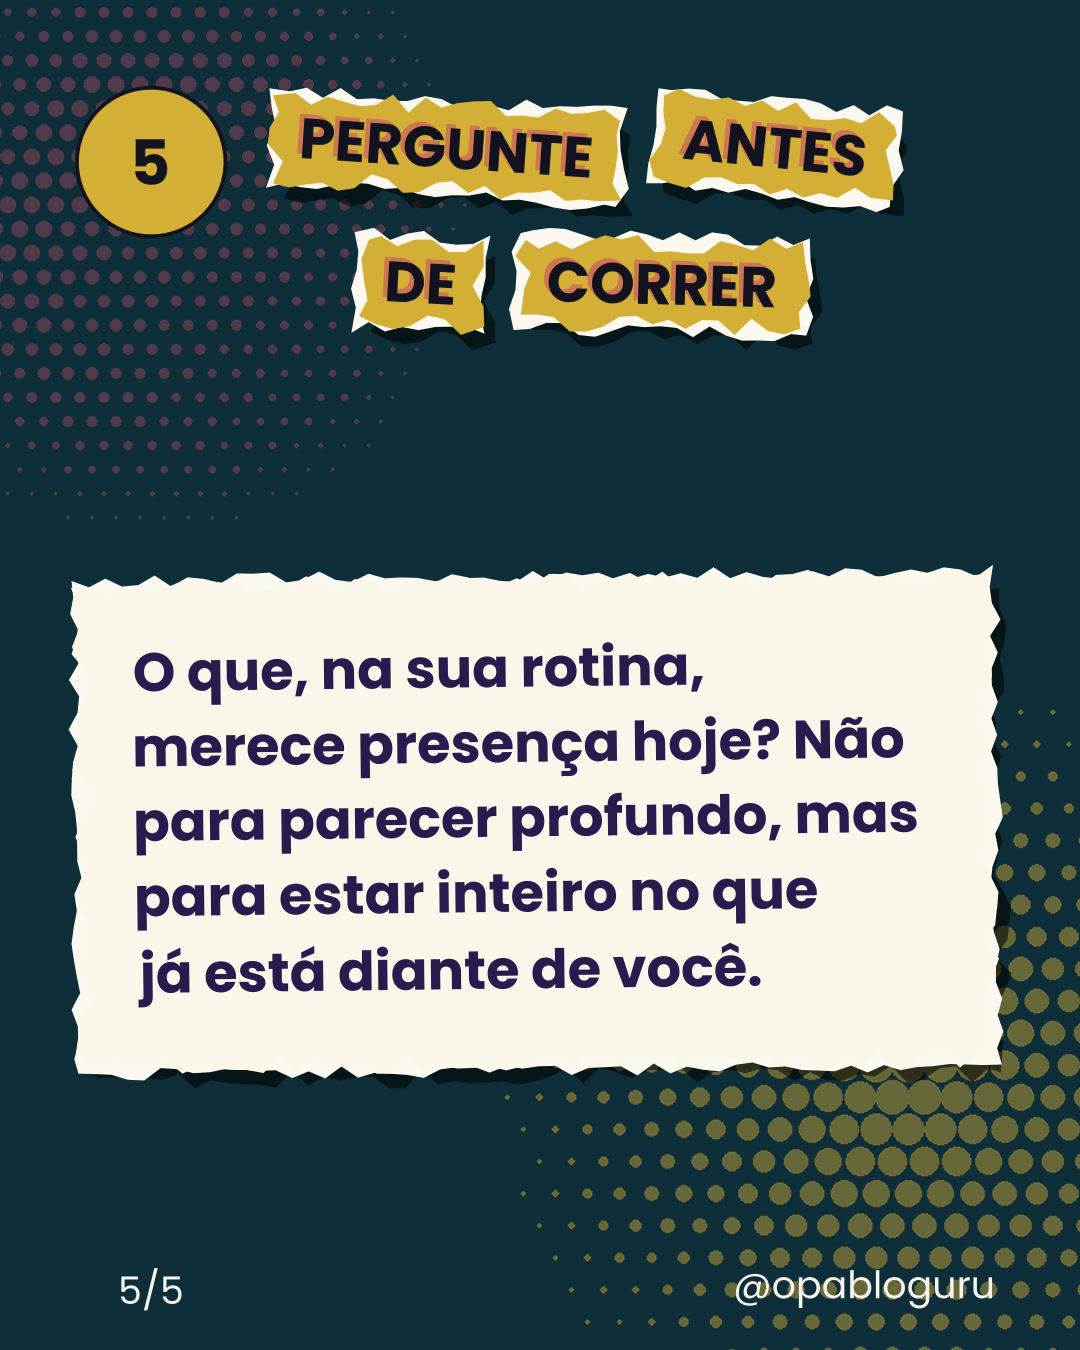 5
PERGUNTE ANTES
DE CORRER
O que, na sua rotina,
merece presença hoje? Não
para parecer profundo, mas
para estar inteiro no que
já está diante de você.
5/5
@opabloguru